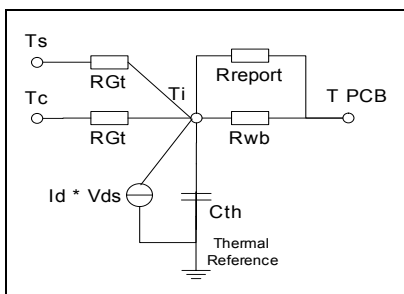 Ts
RGt
Rreport
Tc
Ti
T PCB
RGt
Rwb
Id * Vds
Cth
Thermal
Reference